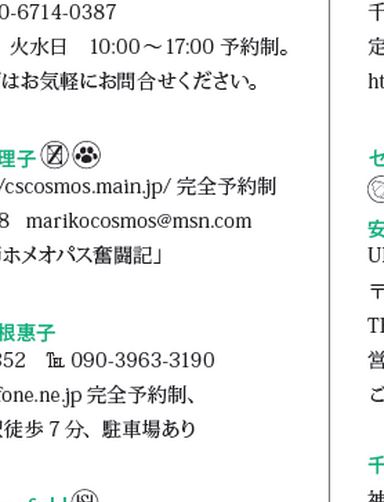 0-6714-0387
火水日　10:00～17:00 予約制。
はお気軽にお問合せください。
理子
/cscosmos.main.jp/ 完全予約制
8　marikocosmos@msn.com
ホメオパス奮闘記」
根惠子
352　℡ 090-3963-3190
fone.ne.jp 完全予約制、
徒歩 7 分、駐車場あり
千
定
ht
セ
安
U
〒
TE
営
ご
千
神